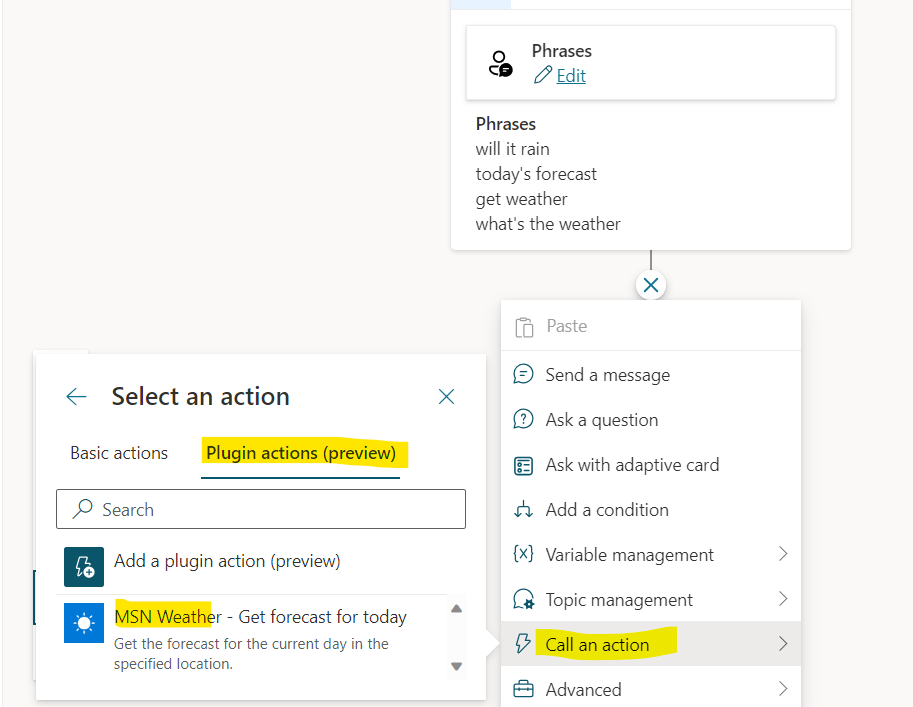 Phrases
Edit
Phrases
will it rain
today's forecast
get weather
what's the weather
Paste
Send a message
Ask a question
Ask with adaptive card
Add a condition
Variable management
Topic management
Call an action
Advanced
Select an action
Basic actions
Plugin actions (preview)
Search
Add a plugin action (preview)
MSN Weather - Get forecast for today
Get the forecast for the current day in the
specified location.